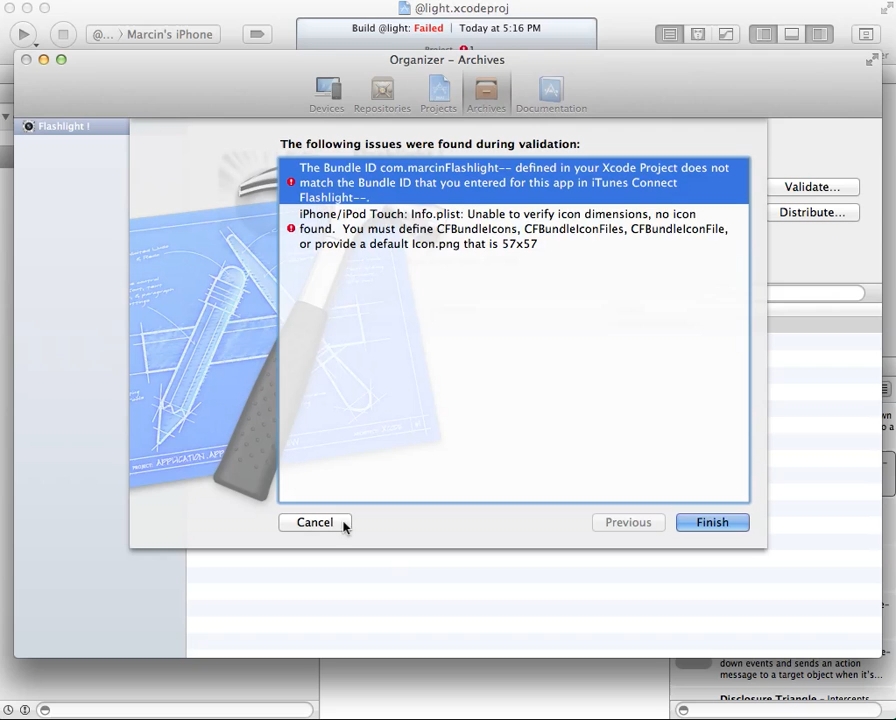 @light.xcodeproj
@... 〉 Marcin's iPhone
Build @light: Failed | Today at 5:16 PM
Project
1
Organizer – Archives
Devices
Repositories
Projects
Archives
Documentation
Flashlight !
The following issues were found during validation:
The Bundle ID com.marcinFlashlight-- defined in your Xcode Project does not
match the Bundle ID that you entered for this app in iTunes Connect
Flashlight--.
iPhone/iPod Touch: Info.plist: Unable to verify icon dimensions, no icon
found. You must define CFBundleIcons, CFBundleIconFiles, CFBundleIconFile,
or provide a default Icon.png that is 57x57
Validate...
Distribute...
Cancel
Previous
Finish
down events and sends an action
message to a target object when it's...
Disclosure Triangle – Intercepts